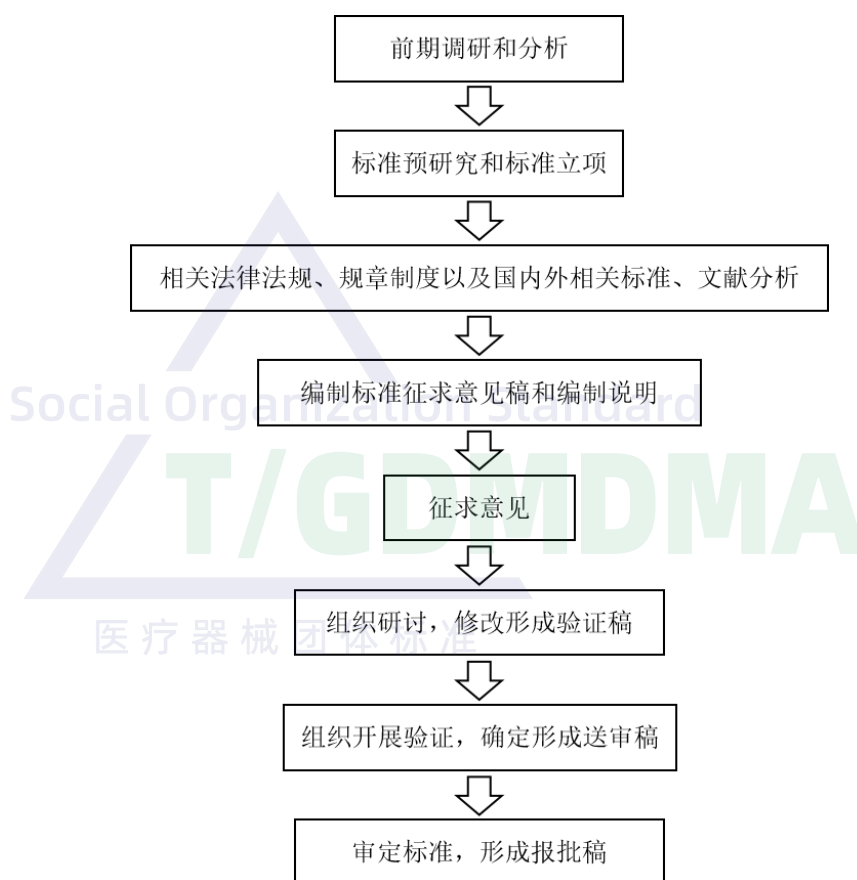 前期调研和分析
标准预研究和标准立项
相关法律法规、规章制度以及国内外相关标准、文献分析
编制标准征求意见稿和编制说明
Social Organization Standard
征求意见
T/GDMDMA
组织研讨，修改形成验证稿
医疗器械团体标准
组织开展验证，确定形成送审稿
审定标准，形成报批稿